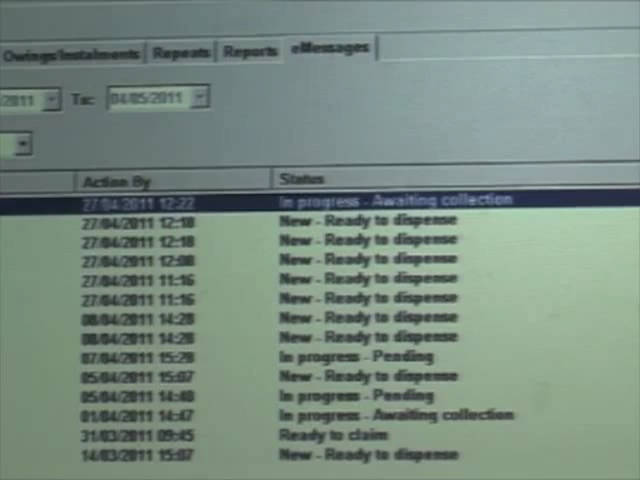 Owings/Instalments Repeats Reports eMessages
/2011 To: 04/05/2011
Action By Status
27/04/2011 12:22 In progress - Awaiting collection
27/04/2011 12:18 New - Ready to dispense
27/04/2011 12:18 New - Ready to dispense
27/04/2011 12:08 New - Ready to dispense
27/04/2011 11:16 New - Ready to dispense
27/04/2011 11:16 New - Ready to dispense
08/04/2011 14:28 New - Ready to dispense
08/04/2011 14:28 New - Ready to dispense
07/04/2011 15:28 In progress - Pending
05/04/2011 15:07 New - Ready to dispense
05/04/2011 14:48 In progress - Pending
01/04/2011 14:47 In progress - Awaiting collection
31/03/2011 09:45 Ready to claim
14/03/2011 15:07 New - Ready to dispense